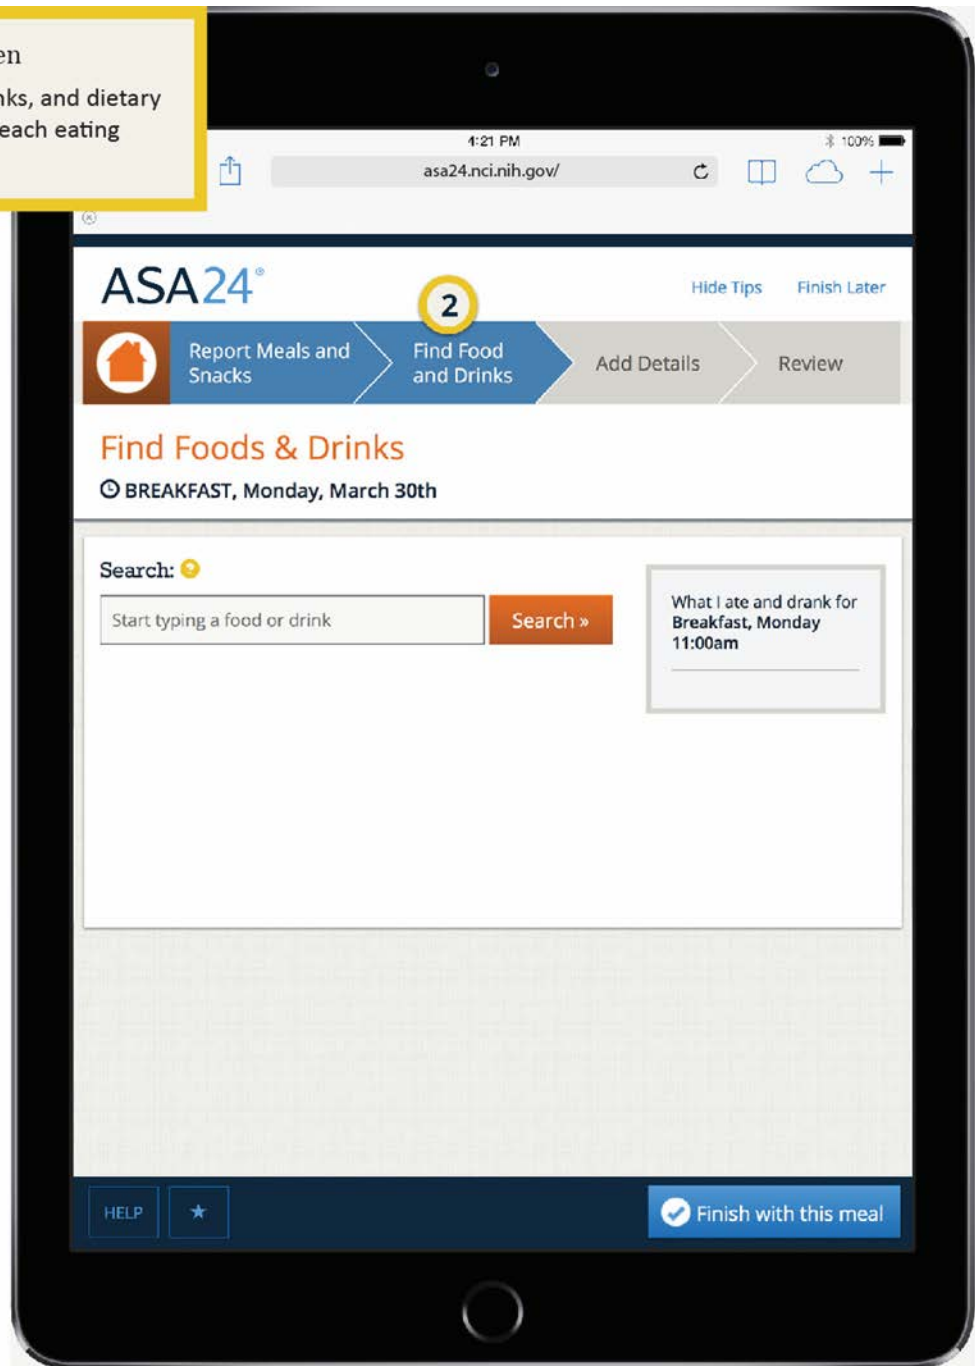 en
nks, and dietary
each eating
4:21 PM
100%
asa24.nci.nih.gov/
ASA24®
2
Hide Tips
Finish Later
Report Meals and
Snacks
Find Food
and Drinks
Add Details
Review
Find Foods & Drinks
BREAKFAST, Monday, March 30th
Search: ?
Start typing a food or drink
Search »
What I ate and drank for
Breakfast, Monday
11:00am
HELP
★
Finish with this meal